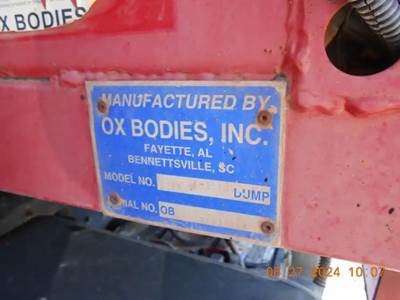 OX BODIES
MANUFACTURED BY
OX BODIES, INC.
FAYETTE, AL
BENNETTSVILLE, SC
MODEL NO.
DUMP
SERIAL NO. OB
06-27-2024 10:07